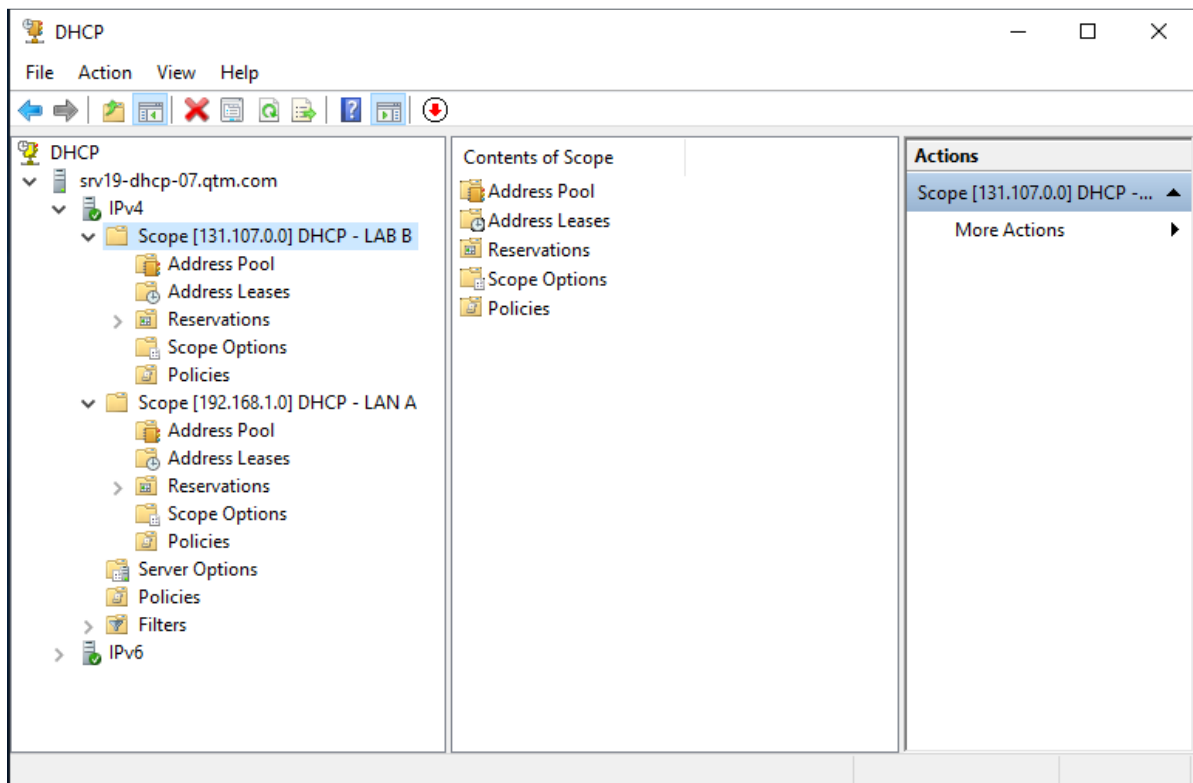 DHCP
File Action View Help
DHCP
srv19-dhcp-07.qtm.com
IPv4
Scope [131.107.0.0] DHCP - LAB B
Address Pool
Address Leases
Reservations
Scope Options
Policies
Scope [192.168.1.0] DHCP - LAN A
Address Pool
Address Leases
Reservations
Scope Options
Policies
Server Options
Policies
Filters
IPv6
Contents of Scope
Address Pool
Address Leases
Reservations
Scope Options
Policies
Actions
Scope [131.107.0.0] DHCP -...
More Actions